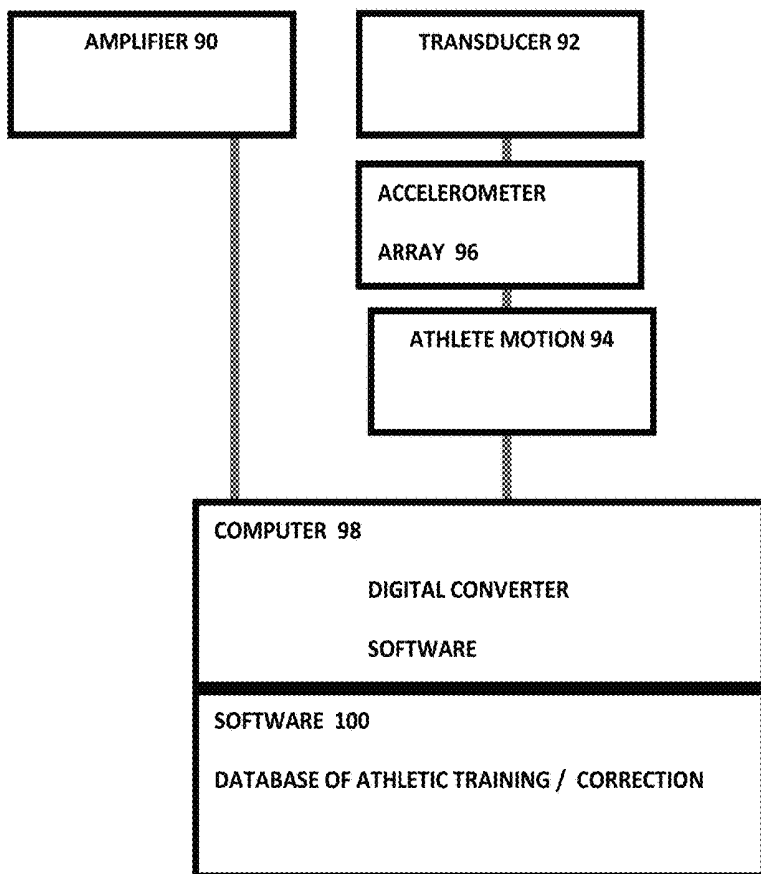 AMPLIFIER 90
TRANSDUCER 92
ACCELEROMETER
ARRAY 96
ATHLETE MOTION 94
COMPUTER 98
DIGITAL CONVERTER
SOFTWARE
SOFTWARE 100
DATABASE OF ATHLETIC TRAINING / CORRECTION